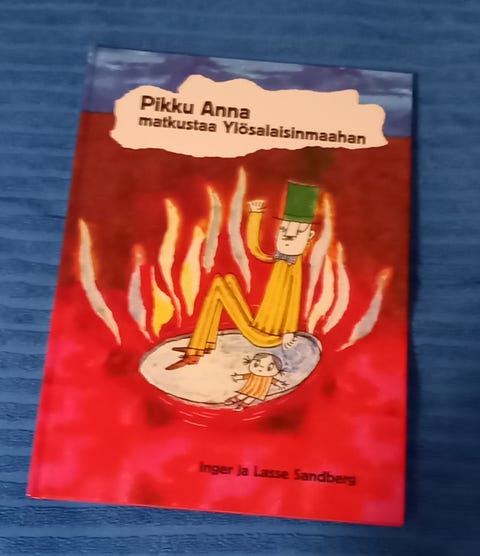 Pikku Anna
matkustaa Ylösalaisinmaahan
Inger ja Lasse Sandberg